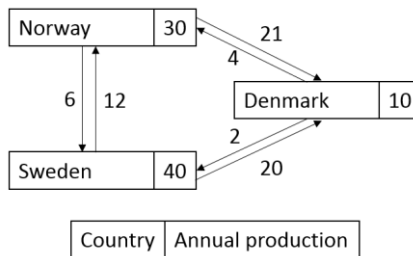 Norway 30
21
4
6 12
Denmark 10
2
20
Sweden 40
Country Annual production